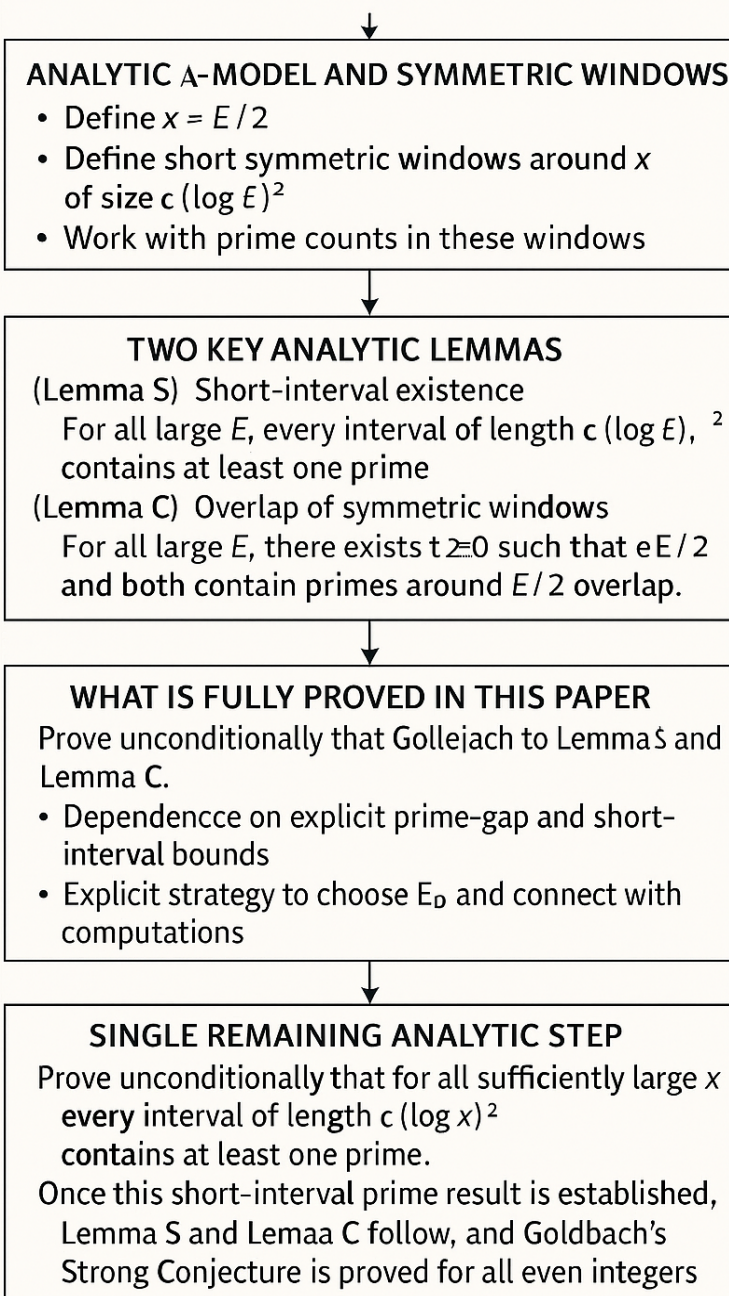 ANALYTIC A-MODEL AND SYMMETRIC WINDOWS
• Define x = E / 2
• Define short symmetric windows around x
of size c (log E)²
• Work with prime counts in these windows
TWO KEY ANALYTIC LEMMAS
(Lemma S) Short-interval existence
For all large E, every interval of length c (log E), ²
contains at least one prime
(Lemma C) Overlap of symmetric windows
For all large E, there exists t ≥0 such that e E / 2
and both contain primes around E / 2 overlap.
WHAT IS FULLY PROVED IN THIS PAPER
Prove unconditionally that Gollejach to Lemma S and
Lemma C.
• Dependencce on explicit prime-gap and short-
interval bounds
• Explicit strategy to choose E_D and connect with
computations
SINGLE REMAINING ANALYTIC STEP
Prove unconditionally that for all sufficiently large x
every interval of length c (log x)²
contains at least one prime.
Once this short-interval prime result is established,
Lemma S and Lemaa C follow, and Goldbach's
Strong Conjecture is proved for all even integers